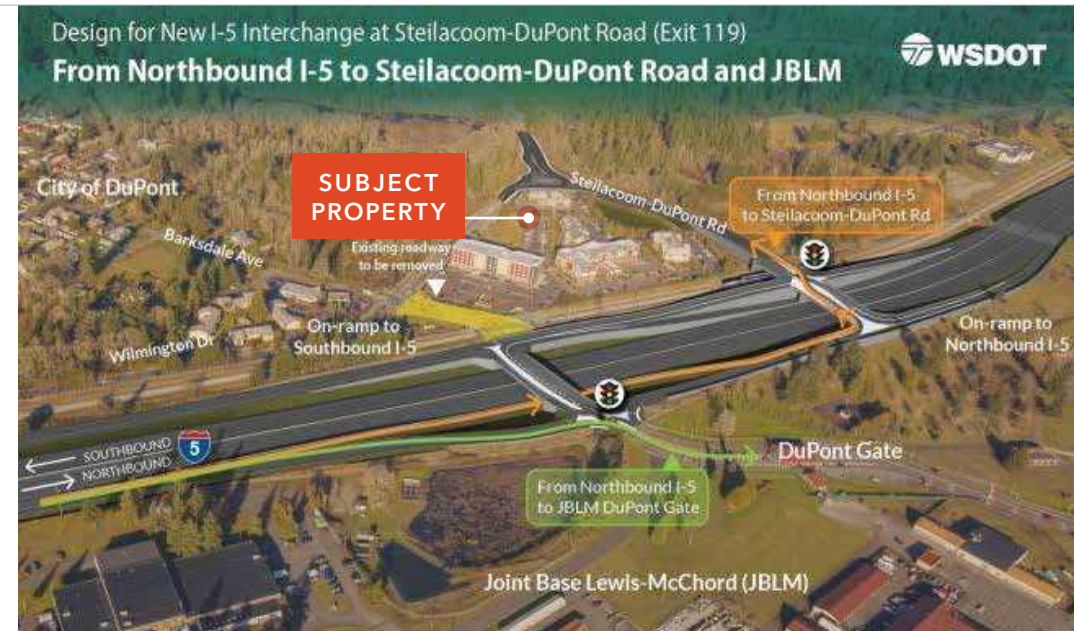 Design for New I-5 Interchange at Steilacoom-DuPont Road (Exit 119)
From Northbound I-5 to Steilacoom-DuPont Road and JBLM
WSDOT
SUBJECT
PROPERTY
City of DuPont
Steilacoom-DuPont Rd
From Northbound I-5
to Steilacoom-DuPont Rd
Barksdale Ave
Existing roadway
to be removed
On-ramp to
Southbound I-5
Wilmington Dr
On-ramp to
Northbound I-5
SOUTHBOUND
NORTHBOUND
5
DuPont Gate
From Northbound I-5
to JBLM DuPont Gate
Joint Base Lewis-McChord (JBLM)